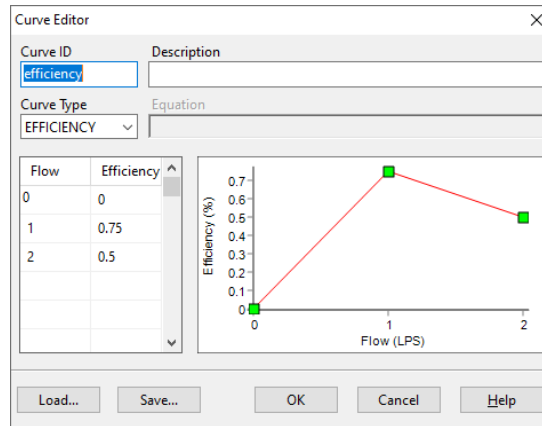 Curve Editor
Curve ID
Description
efficiency
Curve Type
Equation
EFFICIENCY
Flow Efficiency
0 0
1 0.75
2 0.5
Efficiency (%)
0.7
0.6
0.5
0.4
0.3
0.2
0.1
0
0 1 2
Flow (LPS)
Load... Save... OK Cancel Help